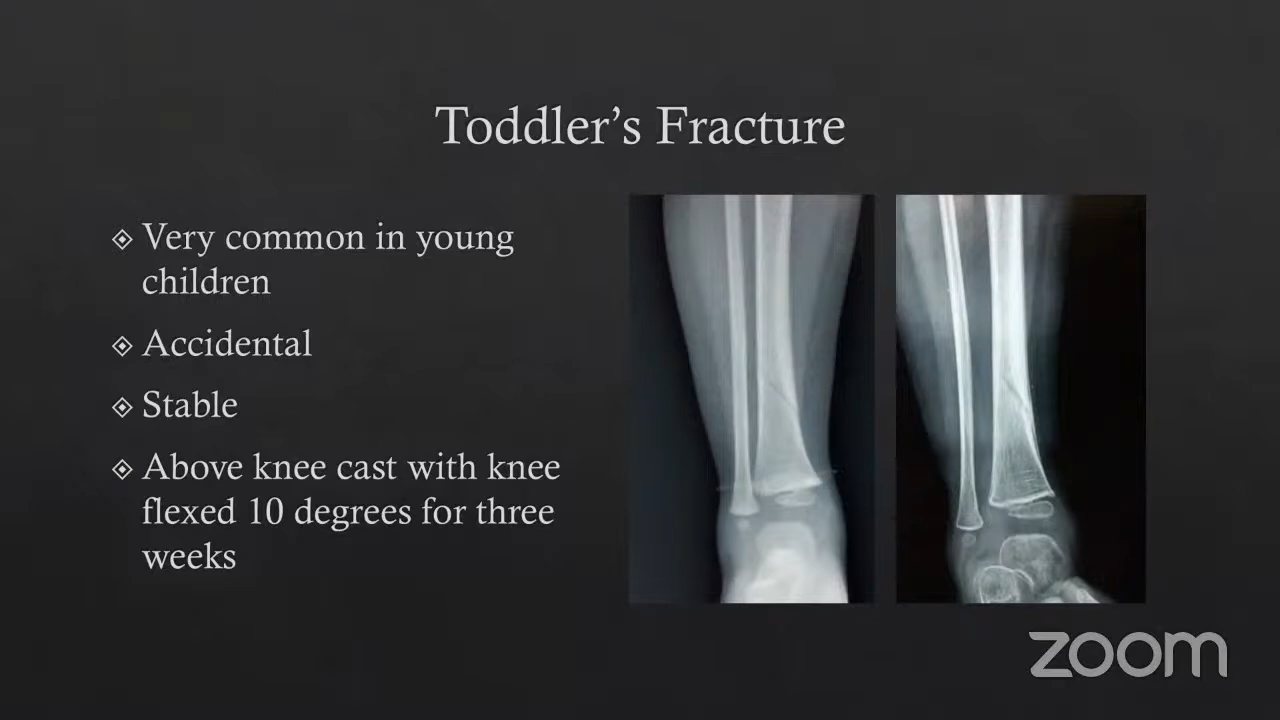 Toddler's Fracture
Very common in young
children
Accidental
Stable
Above knee cast with knee
flexed 10 degrees for three
weeks
zoom